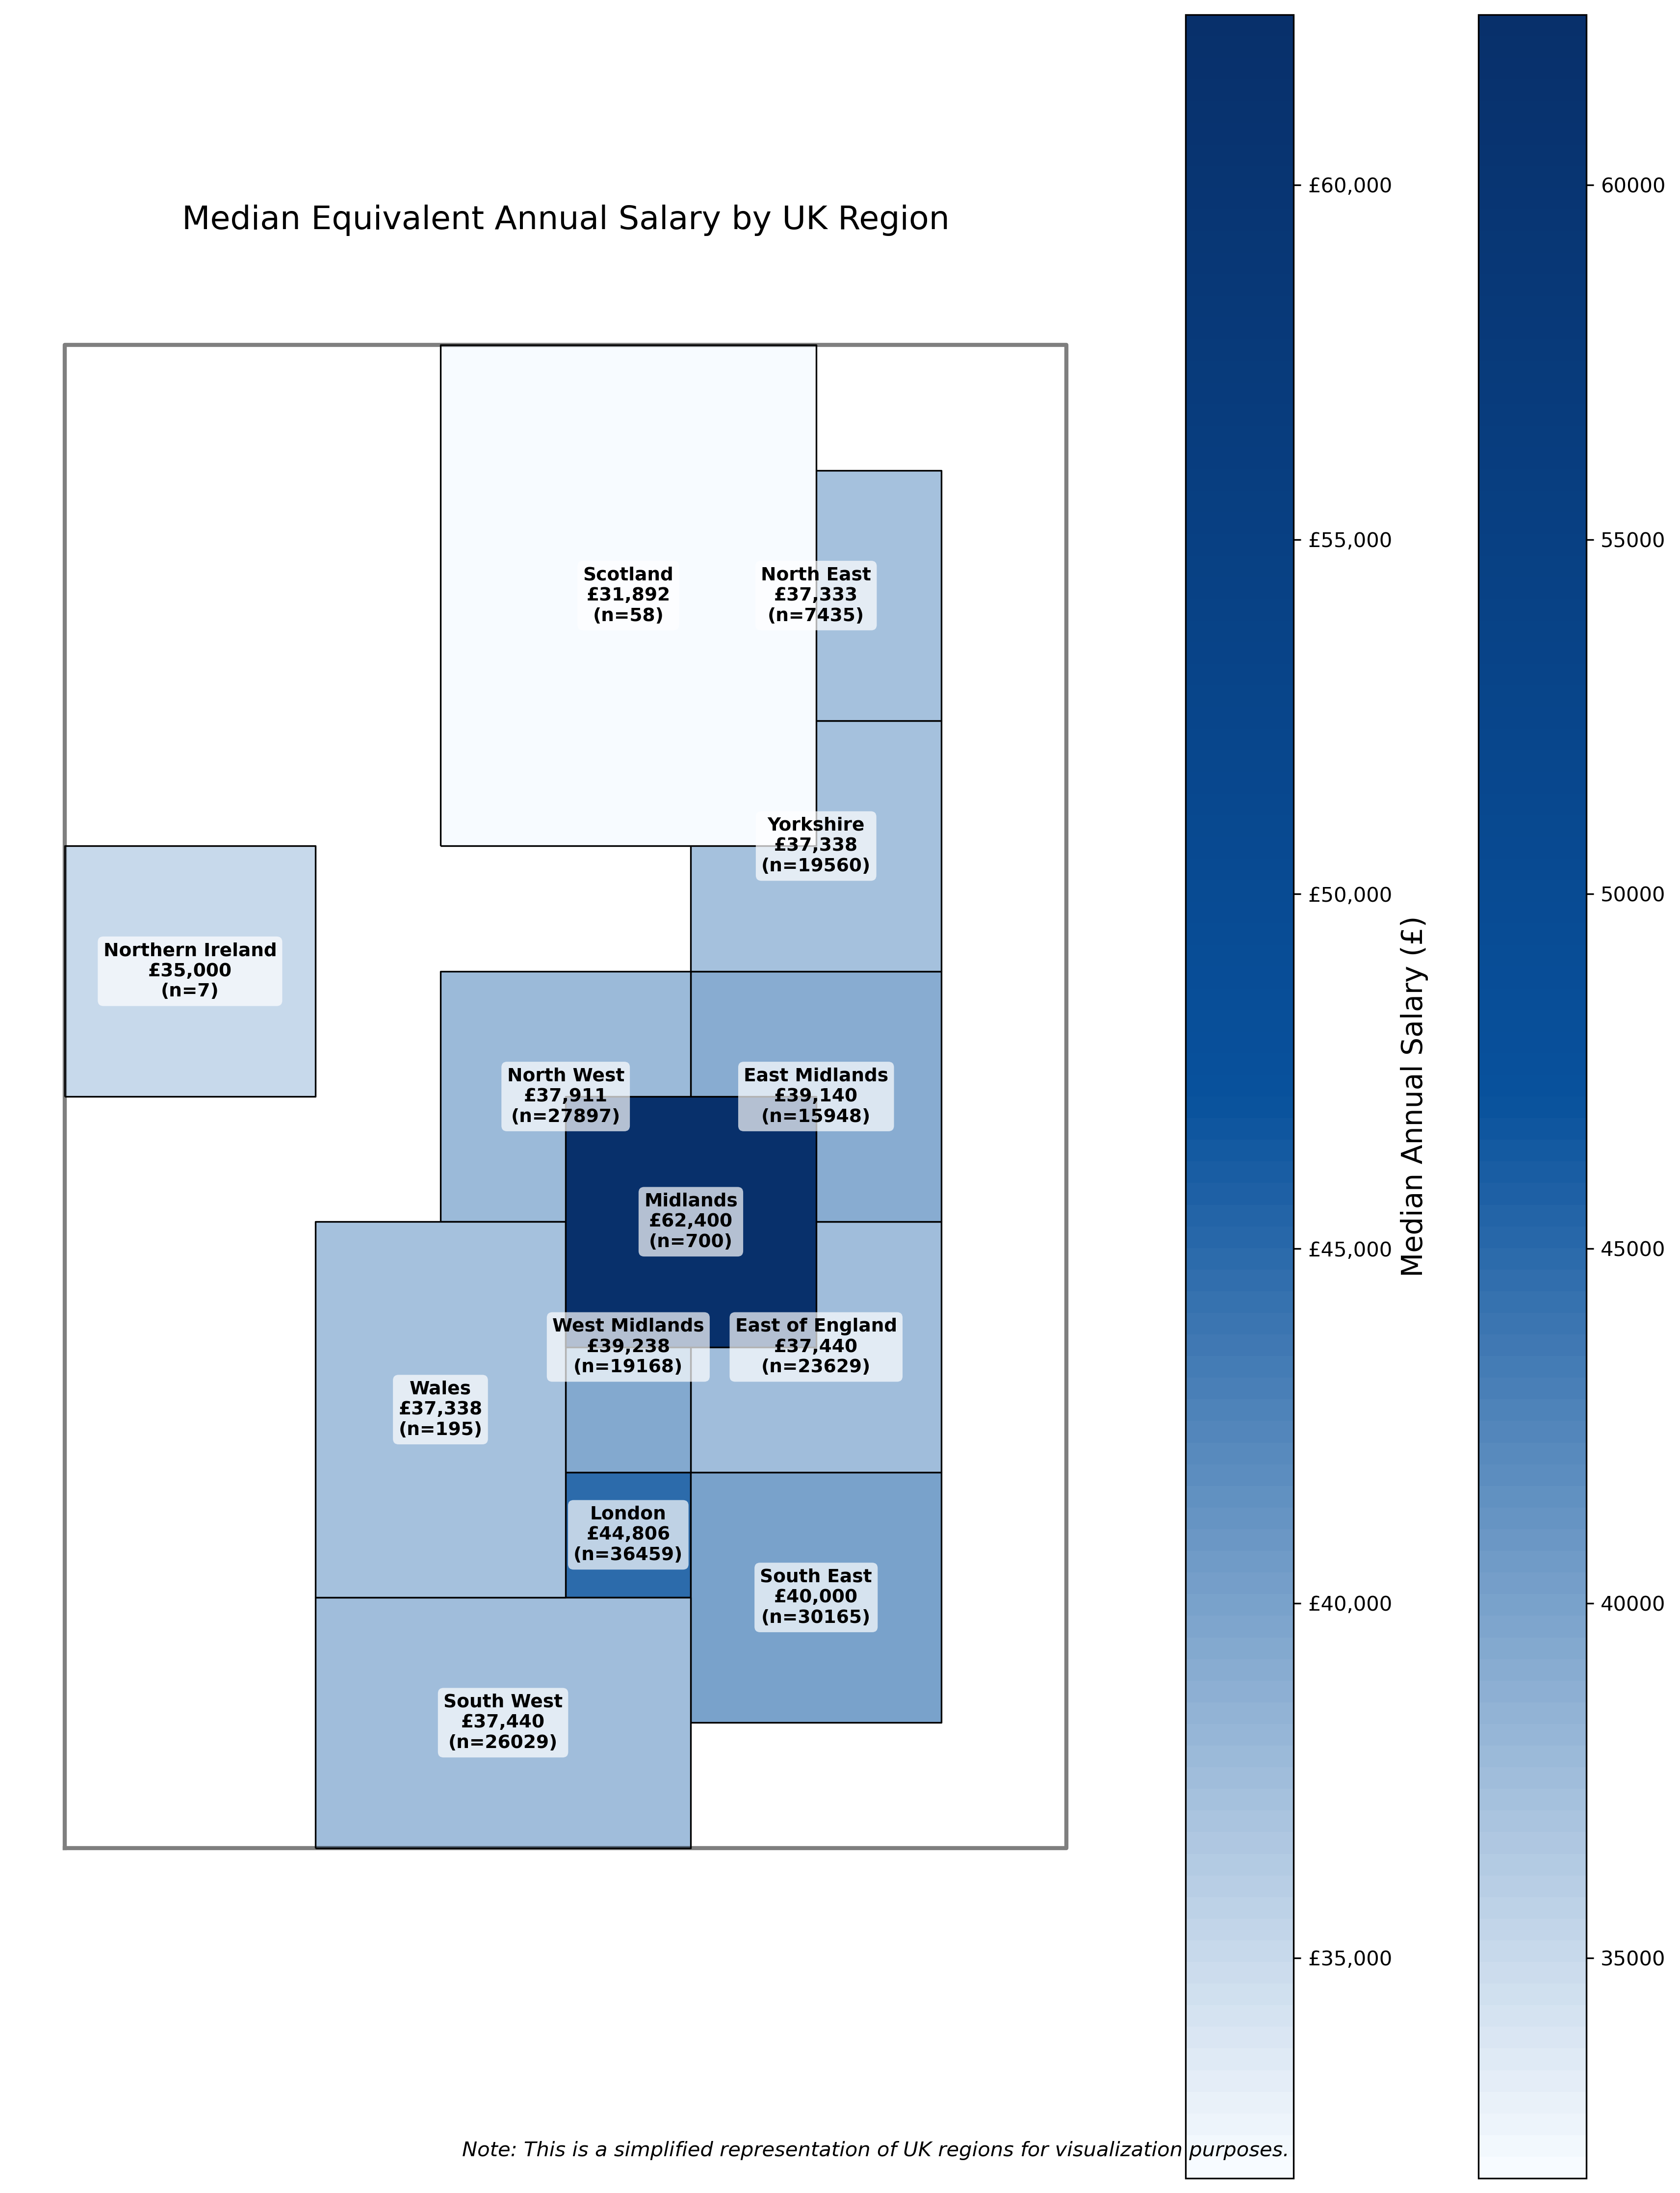 Median Equivalent Annual Salary by UK Region
Scotland
£31,892
(n=58)
North East
£37,333
(n=7435)
Yorkshire
£37,338
(n=19560)
Northern Ireland
£35,000
(n=7)
North West
£37,911
(n=27897)
East Midlands
£39,140
(n=15948)
Midlands
£62,400
(n=700)
West Midlands
£39,238
(n=19168)
East of England
£37,440
(n=23629)
Wales
£37,338
(n=195)
London
£44,806
(n=36459)
South East
£40,000
(n=30165)
South West
£37,440
(n=26029)
£60,000
£55,000
£50,000
£45,000
£40,000
£35,000
Median Annual Salary (£)
60000
55000
50000
45000
40000
35000
Note: This is a simplified representation of UK regions for visualization purposes.